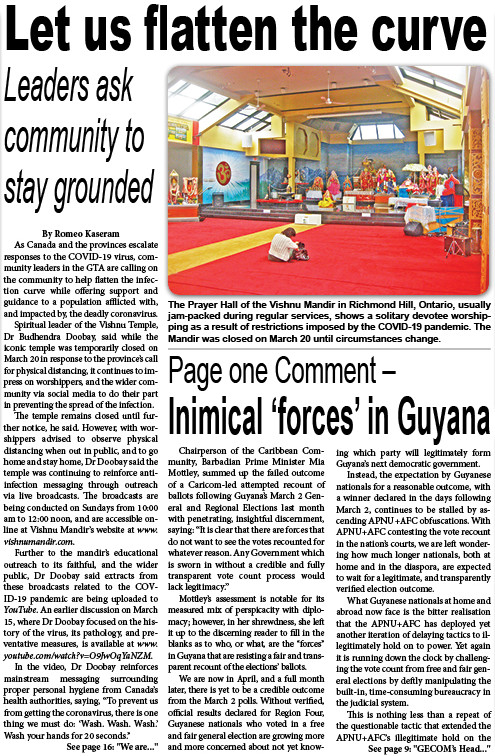 Let us flatten the curve
Leaders ask
community to
stay grounded
By Romeo Kaseram
As Canada and the provinces escalate
responses to the COVID-19 virus, com-
munity leaders in the GTA are calling on
the community to help flatten the infec-
tion curve while offering support and
guidance to a population afflicted with,
and impacted by, the deadly coronavirus.
Spiritual leader of the Vishnu Temple,
Dr Budhendra Doobay, said while the
iconic temple was temporarily closed on
March 20 in response to the province's call
for physical distancing, it continues to im-
press on worshippers, and the wider com-
munity via social media to do their part
in preventing the spread of the infection.
The temple remains closed until fur-
ther notice, he said. However, with wor-
shippers advised to observe physical
distancing when out in public, and to go
home and stay home, Dr Doobay said the
temple was continuing to reinforce anti-
infection messaging through outreach
via live broadcasts. The broadcasts are
being conducted on Sundays from 10:00
am to 12:00 noon, and are accessible on-
line at Vishnu Mandir's website at www.
vishnumandir.com.
Further to the mandir's educational
outreach to its faithful, and the wider
public, Dr Doobay said extracts from
these broadcasts related to the COV-
ID-19 pandemic are being uploaded to
YouTube. An earlier discussion on March
15, where Dr Doobay focused on the his-
tory of the virus, its pathology, and pre-
ventative measures, is available at www.
youtube.com/watch?v=O9JwOqYaNZM.
In the video, Dr Doobay reinforces
mainstream messaging surrounding
proper personal hygiene from Canada's
health authorities, saying, "To prevent us
from getting the coronavirus, there is one
thing we must do: 'Wash. Wash. Wash.'
Wash your hands for 20 seconds."
See page 16: "We are..."
The Prayer Hall of the Vishnu Mandir in Richmond Hill, Ontario, usually
jam-packed during regular services, shows a solitary devotee worship-
ping as a result of restrictions imposed by the COVID-19 pandemic. The
Mandir was closed on March 20 until circumstances change.
Page one Comment –
Inimical 'forces' in Guyana
Chairperson of the Caribbean Com-
munity, Barbadian Prime Minister Mia
Mottley, summed up the failed outcome
of a Caricom-led attempted recount of
ballots following Guyana's March 2 Gen-
eral and Regional Elections last month
with penetrating, insightful discernment,
saying: "It is clear that there are forces that
do not want to see the votes recounted for
whatever reason. Any Government which
is sworn in without a credible and fully
transparent vote count process would
lack legitimacy."
Mottley's assessment is notable for its
measured mix of perspicacity with diplo-
macy; however, in her shrewdness, she left
it up to the discerning reader to fill in the
blanks as to who, or what, are the "forces"
in Guyana that are resisting a fair and trans-
parent recount of the elections' ballots.
We are now in April, and a full month
later, there is yet to be a credible outcome
from the March 2 polls. Without verified,
official results declared for Region Four,
Guyanese nationals who voted in a free
and fair general election are growing more
and more concerned about not yet know-
ing which party will legitimately form
Guyana's next democratic government.
Instead, the expectation by Guyanese
nationals for a reasonable outcome, with
a winner declared in the days following
March 2, continues to be stalled by as-
cending APNU+AFC obfuscations. With
APNU+AFC contesting the vote recount
in the nation's courts, we are left wonder-
ing how much longer nationals, both at
home and in the diaspora, are expected
to wait for a legitimate, and transparently
verified election outcome.
What Guyanese nationals at home and
abroad now face is the bitter realisation
that the APNU+AFC has deployed yet
another iteration of delaying tactics to il-
legitimately hold on to power. Yet again
it is running down the clock by challeng-
ing the vote count from free and fair gen-
eral elections by deftly manipulating the
built-in, time-consuming bureaucracy in
the judicial system.
This is nothing less than a repeat of
the questionable tactic that extended the
APNU+AFC's illegitimate hold on the
See page 9: "GECOM's Head..."